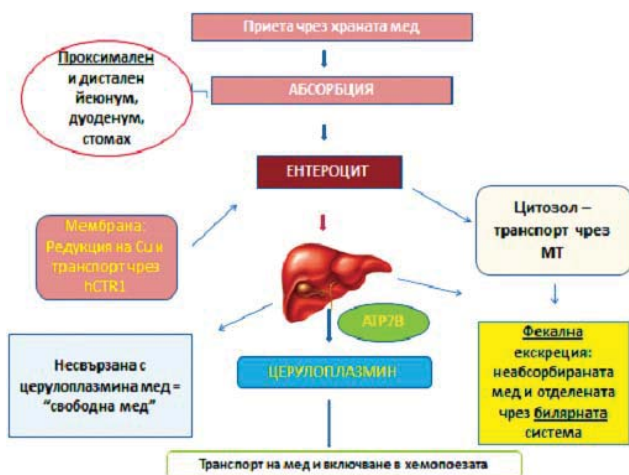 Приета чрез храната мед
Проксимален
и дистален
йеюнум,
дуоденум,
стомах
АБСОРБЦИЯ
ЕНТЕРОЦИТ
Мембрана:
Редукция на Cu и
транспорт чрез
hCTR1
Цитозол –
транспорт чрез
МТ
ATP7B
Несвързана с
церулоплазмина мед =
“свободна мед”
ЦЕРУЛОПЛАЗМИН
Фекална
екскреция:
неабсорбираната
мед и отделената
чрез билярната
система
Транспорт на мед и включване в хемопоезата